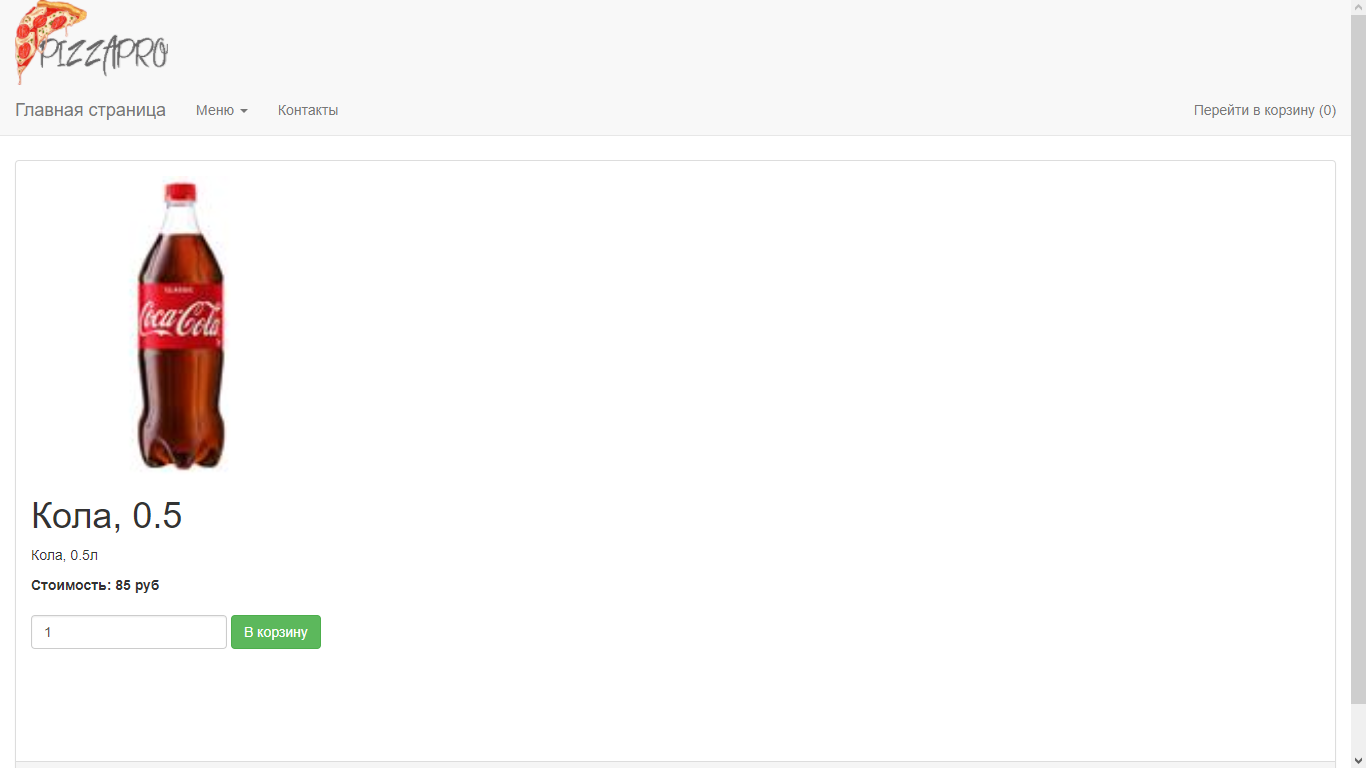 PIZZAPRO
Главная страница Меню Контакты Перейти в корзину (0)
CLASSIC
Coca-Cola
Кола, 0.5
Кола, 0.5л
Стоимость: 85 руб
1 В корзину